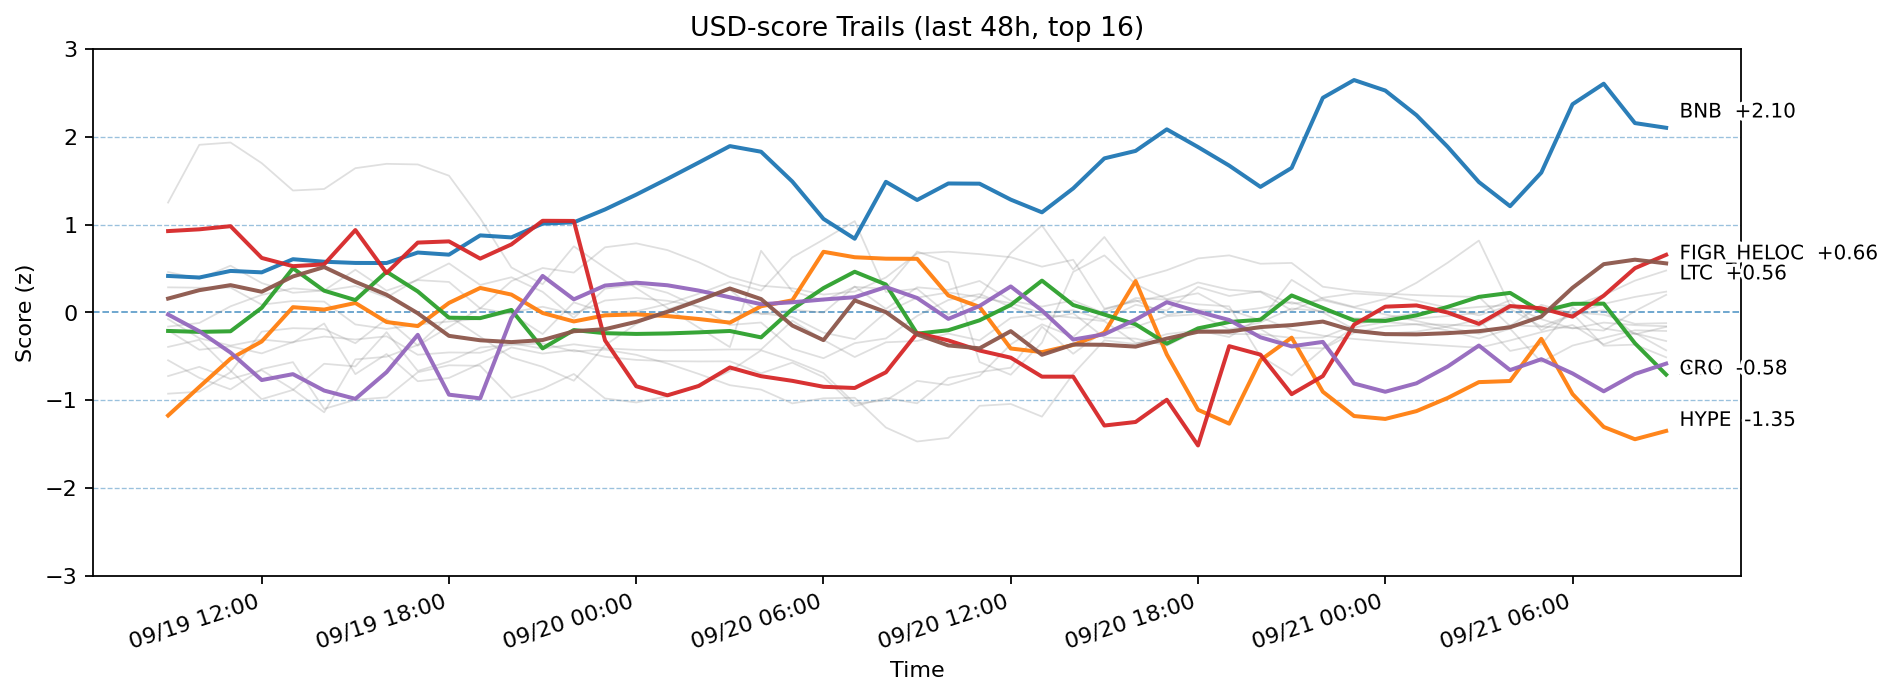 USD-score Trails (last 48h, top 16)
Score (z)
3
2
1
0
−1
−2
−3
BNB +2.10
FIGR_HELOC +0.66
LTC +0.56
CRO -0.58
HYPE -1.35
09/19 12:00
09/19 18:00
09/20 00:00
09/20 06:00
09/20 12:00
09/20 18:00
09/21 00:00
09/21 06:00
Time